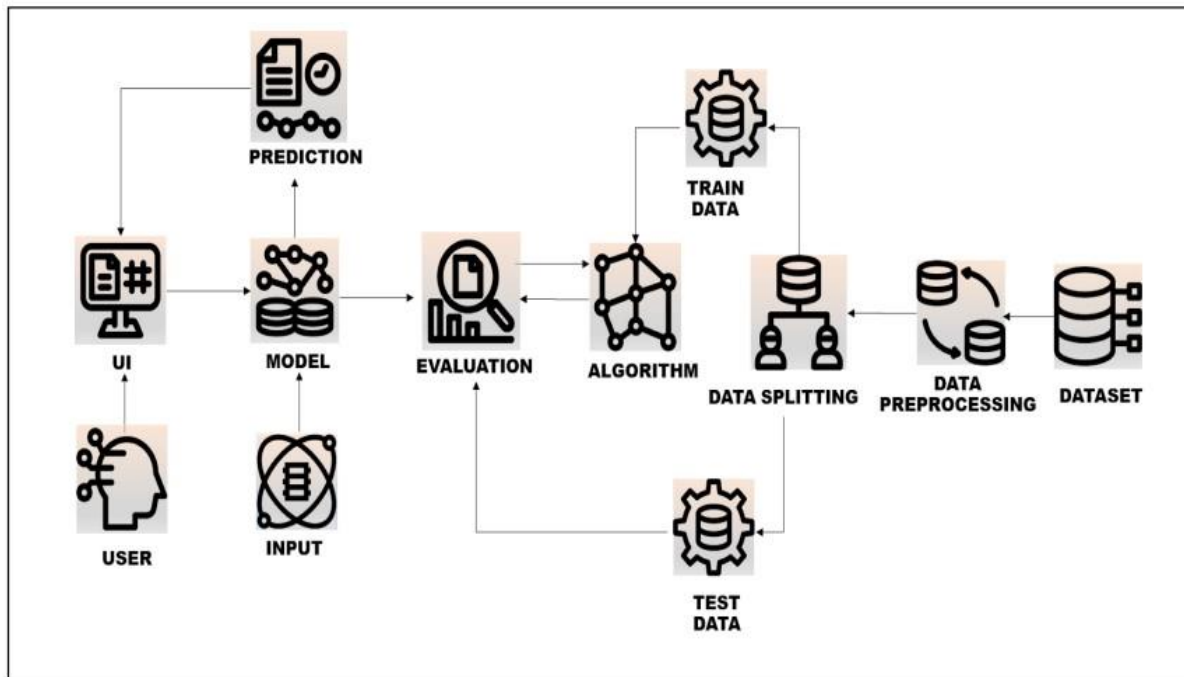 PREDICTION
TRAIN
DATA
UI
MODEL
EVALUATION
ALGORITHM
DATA SPLITTING
DATA
PREPROCESSING
DATASET
USER
INPUT
TEST
DATA